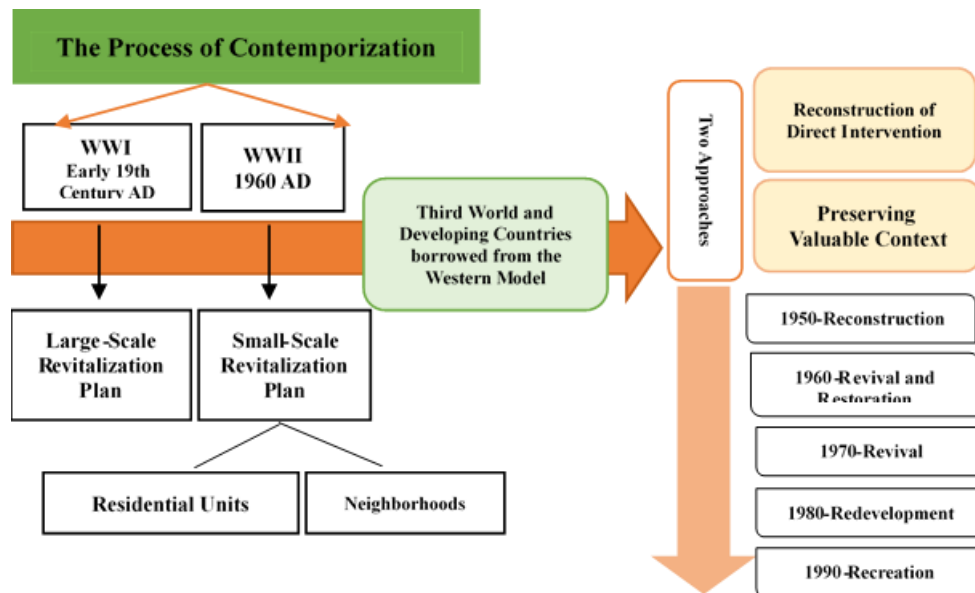 The Process of Contemporization
WWI
Early 19th
Century AD
WWII
1960 AD
Third World and
Developing Countries
borrowed from the
Western Model
Large-Scale
Revitalization
Plan
Small-Scale
Revitalization
Plan
Residential Units
Neighborhoods
Two Approaches
Reconstruction of
Direct Intervention
Preserving
Valuable Context
1950-Reconstruction
1960-Revival and
Restoration
1970-Revival
1980-Redevelopment
1990-Recreation